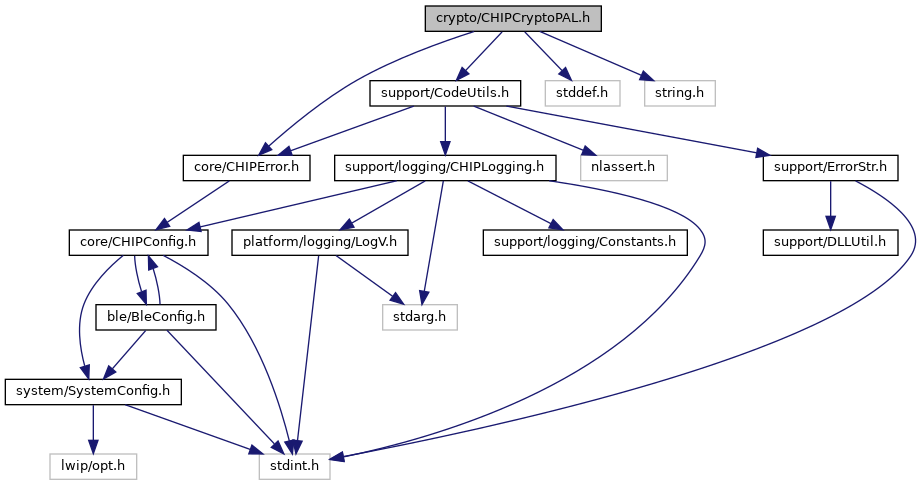 crypto/CHIPCryptoPAL.h
support/CodeUtils.h
stddef.h
string.h
core/CHIPError.h
support/logging/CHIPLogging.h
nlassert.h
support/ErrorStr.h
core/CHIPConfig.h
platform/logging/LogV.h
support/logging/Constants.h
support/DLLUtil.h
ble/BleConfig.h
stdarg.h
system/SystemConfig.h
lwip/opt.h
stdint.h